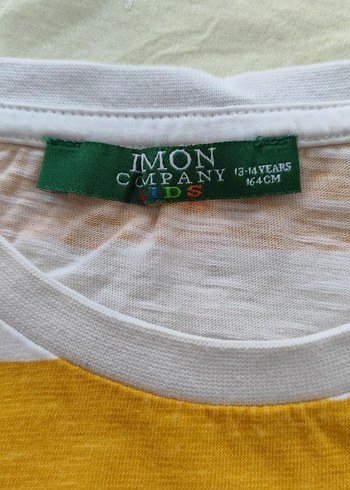 IMON
COMPANY
KIDS
13-14 YEARS
164 CM